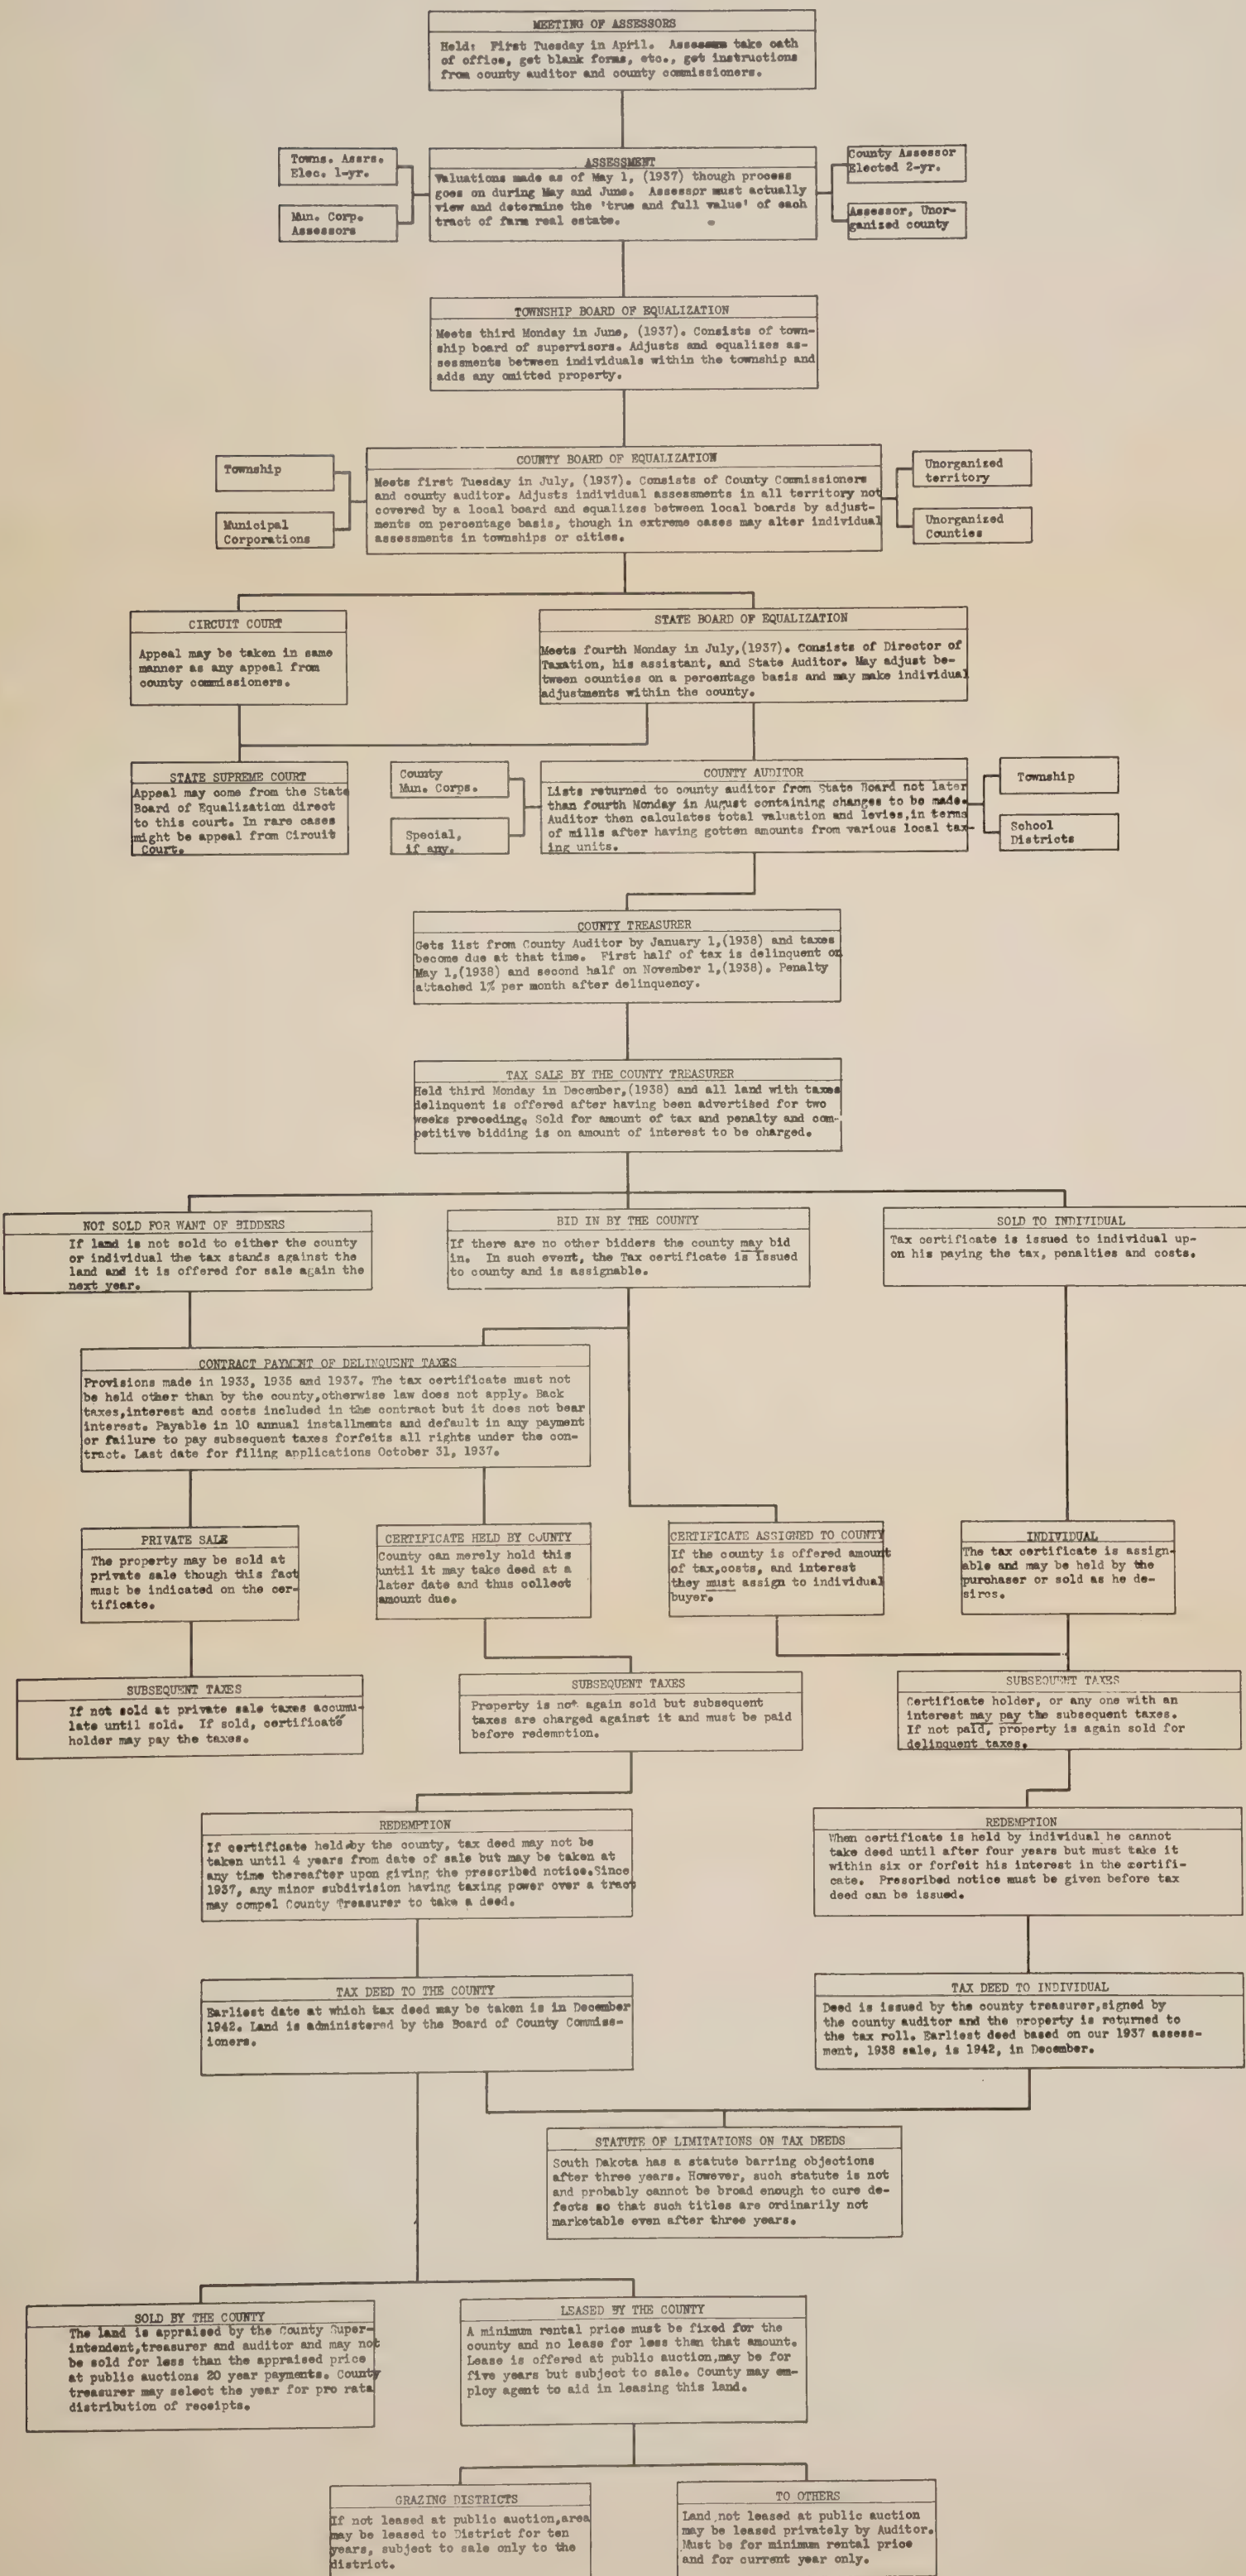 MEETING OF ASSESSORS
Held: First Tuesday in April. Assessors take oath
of office, get blank forms, etc., get instructions
from county auditor and county commissioners.
Towns. Assrs.
Elec. 1-yr.
Mun. Corp.
Assessors
ASSESSMENT
Valuations made as of May 1, (1937) though process
goes on during May and June. Assessor must actually
view and determine the 'true and full value' of each
tract of farm real estate.
County Assessor
Elected 2-yr.
Assessor, Unor-
ganized county
TOWNSHIP BOARD OF EQUALIZATION
Meets third Monday in June, (1937). Consists of town-
ship board of supervisors. Adjusts and equalizes as-
sessments between individuals within the township and
adds any omitted property.
Township
Municipal
Corporations
COUNTY BOARD OF EQUALIZATION
Meets first Tuesday in July, (1937). Consists of County Commissioners
and county auditor. Adjusts individual assessments in all territory not
covered by a local board and equalizes between local boards by adjust-
ments on percentage basis, though in extreme cases may alter individual
assessments in townships or cities.
Unorganized
territory
Unorganized
Counties
CIRCUIT COURT
Appeal may be taken in same
manner as any appeal from
county commissioners.
STATE BOARD OF EQUALIZATION
Meets fourth Monday in July,(1937). Consists of Director of
Taxation, his assistant, and State Auditor. May adjust be-
tween counties on a percentage basis and may make individual
adjustments within the county.
STATE SUPREME COURT
Appeal may come from the State
Board of Equalization direct
to this court. In rare cases
might be appeal from Circuit
Court.
County
Mun. Corps.
Special,
if any.
COUNTY AUDITOR
Lists returned to county auditor from State Board not later
than fourth Monday in August containing changes to be made.
Auditor then calculates total valuation and levies,in terms
of mills after having gotten amounts from various local tax-
ing units.
Township
School
Districts
COUNTY TREASURER
Gets list from County Auditor by January 1,(1938) and taxes
become due at that time. First half of tax is delinquent on
May 1,(1938) and second half on November 1,(1938). Penalty
attached 1% per month after delinquency.
TAX SALE BY THE COUNTY TREASURER
Held third Monday in December,(1938) and all land with taxes
delinquent is offered after having been advertised for two
weeks preceding. Sold for amount of tax and penalty and com-
petitive bidding is on amount of interest to be charged.
NOT SOLD FOR WANT OF BIDDERS
If land is not sold to either the county
or individual the tax stands against the
land and it is offered for sale again the
next year.
BID IN BY THE COUNTY
If there are no other bidders the county may bid
in. In such event, the Tax certificate is issued
to county and is assignable.
SOLD TO INDIVIDUAL
Tax certificate is issued to individual up-
on his paying the tax, penalties and costs.
CONTRACT PAYMENT OF DELINQUENT TAXES
Provisions made in 1933, 1935 and 1937. The tax certificate must not
be held other than by the county,otherwise law does not apply. Back
taxes,interest and costs included in the contract but it does not bear
interest. Payable in 10 annual installments and default in any payment
or failure to pay subsequent taxes forfeits all rights under the con-
tract. Last date for filing applications October 31, 1937.
PRIVATE SALE
The property may be sold at
private sale though this fact
must be indicated on the cer-
tificate.
CERTIFICATE HELD BY COUNTY
County can merely hold this
until it may take deed at a
later date and thus collect
amount due.
CERTIFICATE ASSIGNED TO COUNTY
If the county is offered amount
of tax,costs, and interest
they must assign to individual
buyer.
INDIVIDUAL
The tax certificate is assign-
able and may be held by the
purchaser or sold as he de-
sires.
SUBSEQUENT TAXES
If not sold at private sale taxes accumu-
late until sold. If sold, certificate
holder may pay the taxes.
SUBSEQUENT TAXES
Property is not again sold but subsequent
taxes are charged against it and must be paid
before redemption.
SUBSEQUENT TAXES
Certificate holder, or any one with an
interest may pay the subsequent taxes.
If not paid, property is again sold for
delinquent taxes.
REDEMPTION
If certificate held by the county, tax deed may not be
taken until 4 years from date of sale but may be taken at
any time thereafter upon giving the prescribed notice.Since
1937, any minor subdivision having taxing power over a tract
may compel County Treasurer to take a deed.
REDEMPTION
When certificate is held by individual he cannot
take deed until after four years but must take it
within six or forfeit his interest in the certifi-
cate. Prescribed notice must be given before tax
deed can be issued.
TAX DEED TO THE COUNTY
Earliest date at which tax deed may be taken is in December
1942. Land is administered by the Board of County Commiss-
ioners.
TAX DEED TO INDIVIDUAL
Deed is issued by the county treasurer,signed by
the county auditor and the property is returned to
the tax roll. Earliest deed based on our 1937 assess-
ment, 1938 sale, is 1942, in December.
STATUTE OF LIMITATIONS ON TAX DEEDS
South Dakota has a statute barring objections
after three years. However, such statute is not
and probably cannot be broad enough to cure de-
fects so that such titles are ordinarily not
marketable even after three years.
SOLD BY THE COUNTY
The land is appraised by the County Super-
intendent,treasurer and auditor and may not
be sold for less than the appraised price
at public auctions 20 year payments. County
treasurer may select the year for pro rata
distribution of receipts.
LEASED BY THE COUNTY
A minimum rental price must be fixed for the
county and no lease for less than that amount.
Lease is offered at public auction,may be for
five years but subject to sale. County may em-
ploy agent to aid in leasing this land.
GRAZING DISTRICTS
If not leased at public auction,area
may be leased to District for ten
years, subject to sale only to the
district.
TO OTHERS
Land not leased at public auction
may be leased privately by Auditor.
Must be for minimum rental price
and for current year only.